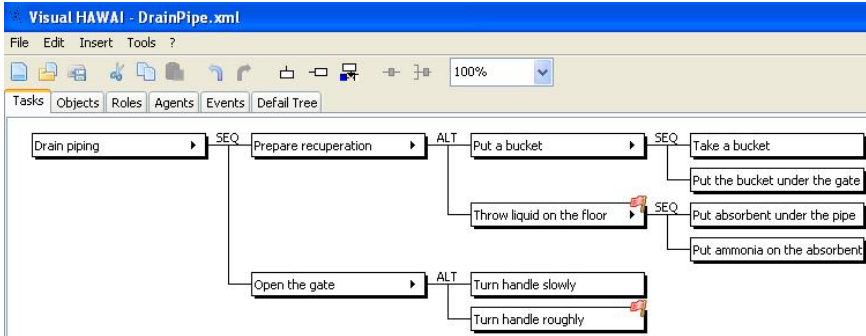 Visual HAWAI - DrainPipe.xml
File Edit Insert Tools ?
100%
Tasks Objects Roles Agents Events Defail Tree
Drain piping SEQ Prepare recuperation ALT Put a bucket SEQ Take a bucket
Put the bucket under the gate
Throw liquid on the floor SEQ Put absorbent under the pipe
Put ammonia on the absorbent
Open the gate ALT Turn handle slowly
Turn handle roughly